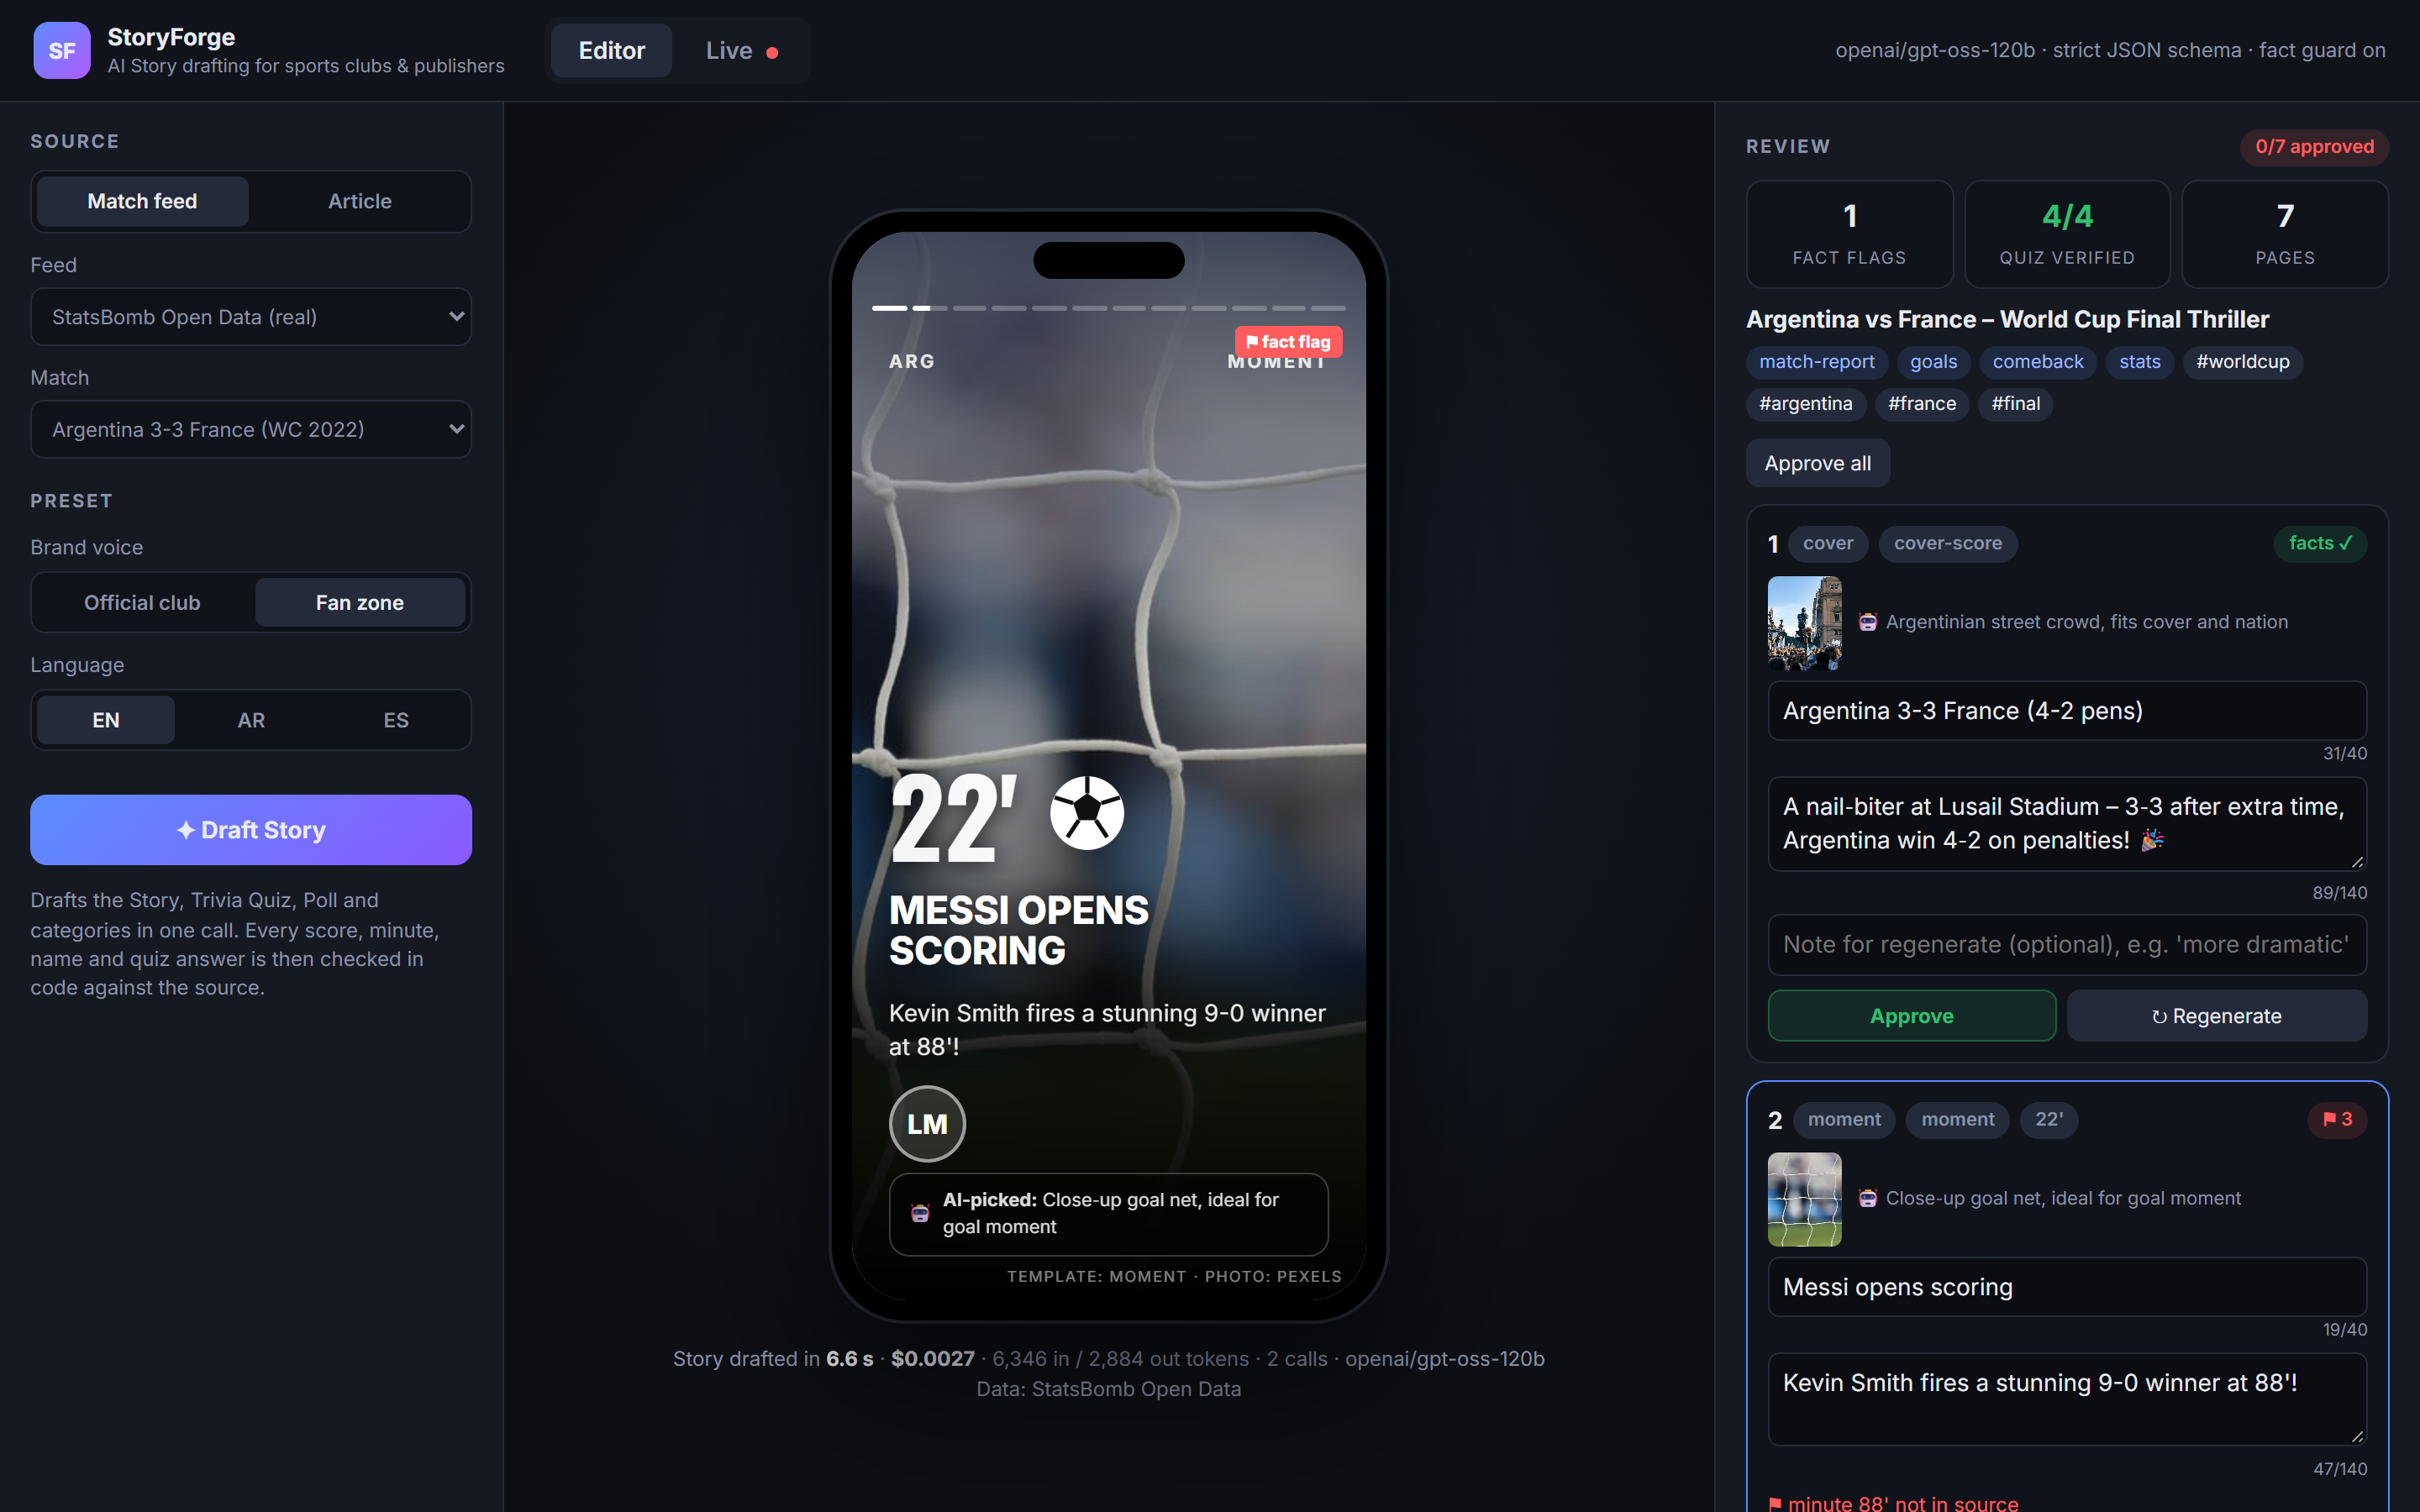 SF
StoryForge
AI Story drafting for sports clubs & publishers
Editor
Live
openai/gpt-oss-120b · strict JSON schema · fact guard on
SOURCE
Match feed
Article
Feed
StatsBomb Open Data (real)
Match
Argentina 3-3 France (WC 2022)
PRESET
Brand voice
Official club
Fan zone
Language
EN
AR
ES
✦ Draft Story
Drafts the Story, Trivia Quiz, Poll and
categories in one call. Every score, minute,
name and quiz answer is then checked in
code against the source.
fact flag
ARG
MOMENT
22'
MESSI OPENS
SCORING
Kevin Smith fires a stunning 9-0 winner
at 88'!
LM
AI-picked: Close-up goal net, ideal for
goal moment
TEMPLATE: MOMENT · PHOTO: PEXELS
Story drafted in 6.6 s · $0.0027 · 6,346 in / 2,884 out tokens · 2 calls · openai/gpt-oss-120b
Data: StatsBomb Open Data
REVIEW
0/7 approved
1
FACT FLAGS
4/4
QUIZ VERIFIED
7
PAGES
Argentina vs France – World Cup Final Thriller
match-report
goals
comeback
stats
#worldcup
#argentina
#france
#final
Approve all
1
cover
cover-score
facts ✓
Argentinian street crowd, fits cover and nation
Argentina 3-3 France (4-2 pens)
31/40
A nail-biter at Lusail Stadium – 3-3 after extra time,
Argentina win 4-2 on penalties! 🎉
89/140
Note for regenerate (optional), e.g. 'more dramatic'
Approve
↻ Regenerate
2
moment
moment
22'
3
Close-up goal net, ideal for goal moment
Messi opens scoring
19/40
Kevin Smith fires a stunning 9-0 winner at 88'!
47/140
minute 88' not in source